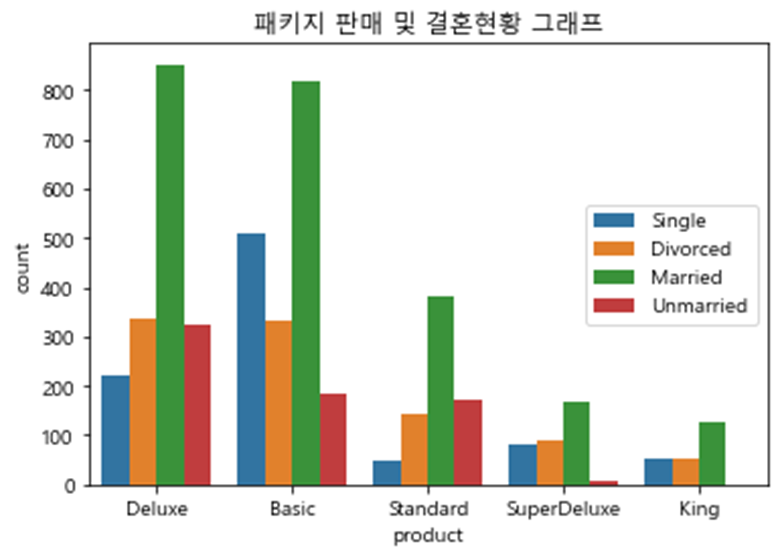 패키지 판매 및 결혼현황 그래프
800
700
600
500
400
300
200
100
0
count
Single
Divorced
Married
Unmarried
Deluxe Basic Standard SuperDeluxe King
product